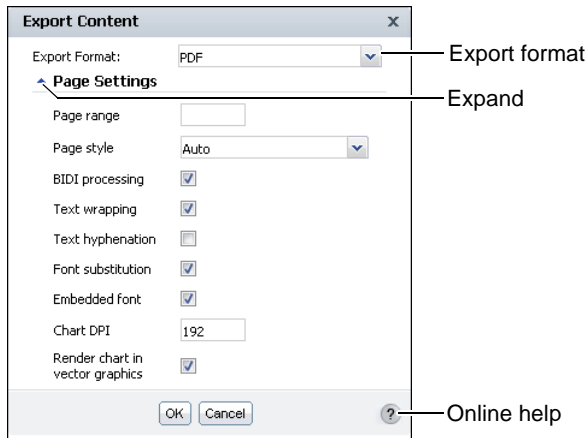 Export Content x
Export Format: PDF Export format
Page Settings Expand
Page range
Page style Auto
BIDI processing
Text wrapping
Text hyphenation
Font substitution
Embedded font
Chart DPI 192
Render chart in
vector graphics
OK Cancel ? Online help